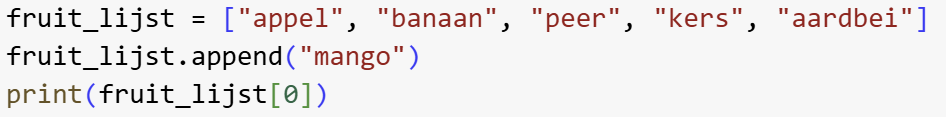 fruit_lijst = ["appel", "banaan", "peer", "kers", "aardbei"]
fruit_lijst.append("mango")
print(fruit_lijst[0])